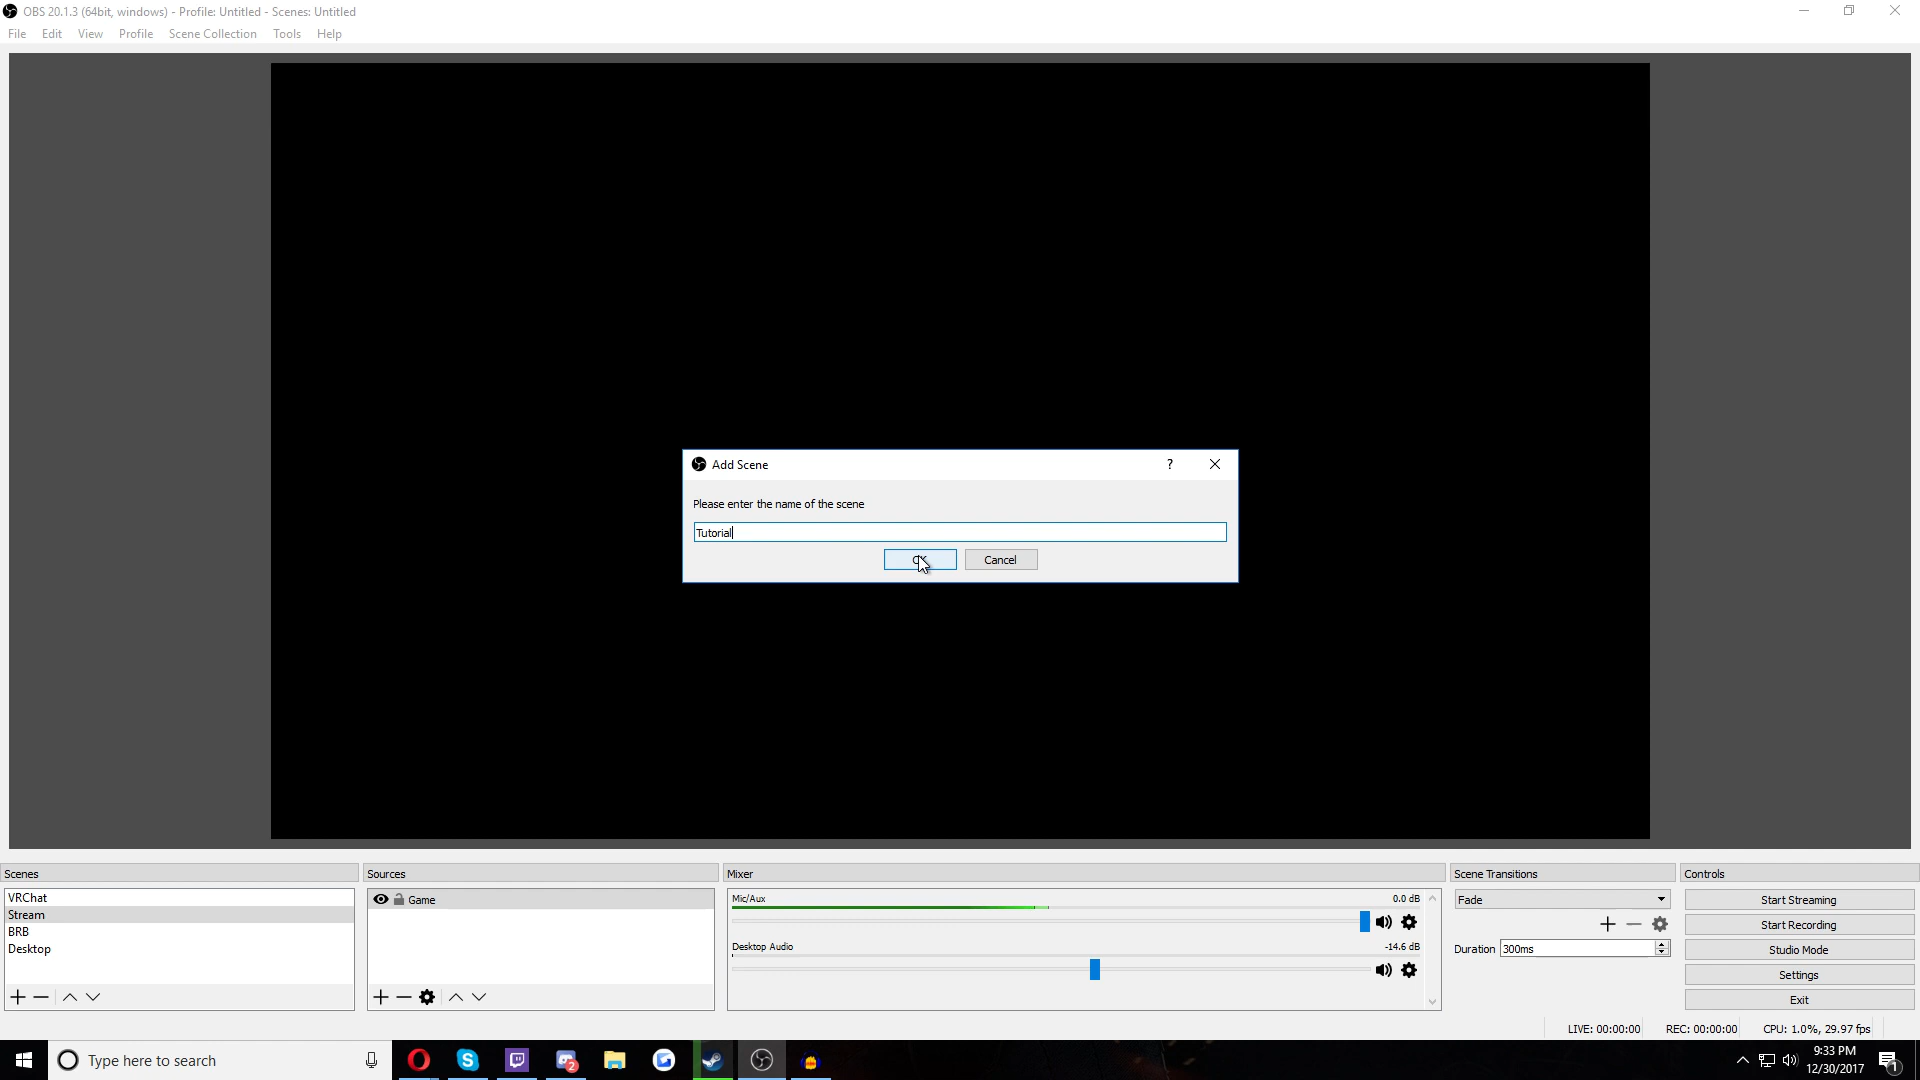 OBS 20.1.3 (64bit, windows) - Profile: Untitled - Scenes: Untitled
File Edit View Profile Scene Collection Tools Help
Add Scene ?
Please enter the name of the scene
Tutorial
Cancel
Scenes Sources Mixer Scene Transitions Controls
VRChat
Stream
BRB
Desktop
Game
Mic/Aux 0.0 dB
Desktop Audio -14.6 dB
Fade
Duration 300ms
Start Streaming
Start Recording
Studio Mode
Settings
Exit
LIVE: 00:00:00 REC: 00:00:00 CPU: 1.0%, 29.97 fps
Type here to search
2
9:33 PM
12/30/2017
1